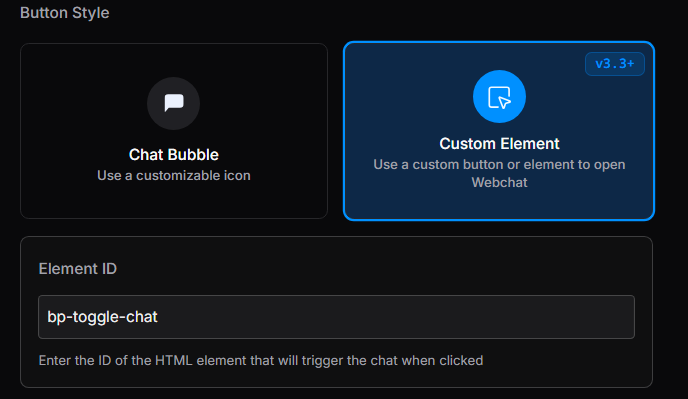 Button Style
v3.3+
Chat Bubble
Use a customizable icon
Custom Element
Use a custom button or element to open
Webchat
Element ID
bp-toggle-chat
Enter the ID of the HTML element that will trigger the chat when clicked